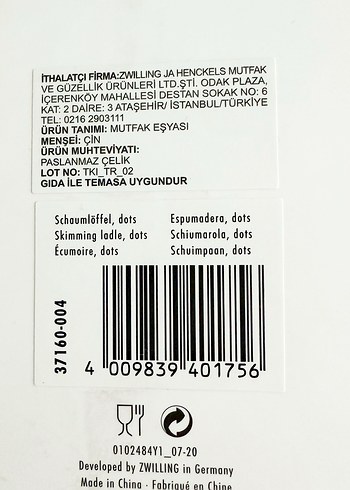 İTHALATÇI FİRMA:ZWILLING JA HENCKELS MUTFAK
VE GÜZELLİK ÜRÜNLERİ LTD.ŞTİ. ODAK PLAZA,
İÇERENKÖY MAHALLESİ DESTAN SOKAK NO: 6
KAT: 2 DAİRE: 3 ATAŞEHİR/ İSTANBUL/TÜRKİYE
TEL: 0216 2903111
ÜRÜN TANIMI: MUTFAK EŞYASI
MENŞEİ: ÇİN
ÜRÜN MUHTEVİYATI:
PASLANMAZ ÇELİK
LOT NO: TKI_TR_02
GIDA İLE TEMASA UYGUNDUR
Schaumlöffel, dots
Skimming ladle, dots
Écumoire, dots
Espumadera, dots
Schiumarola, dots
Schuimpaan, dots
37160-004
4 009839 401756
0102484Y1_07-20
Developed by ZWILLING in Germany
Made in China · Fabriqué en Chine